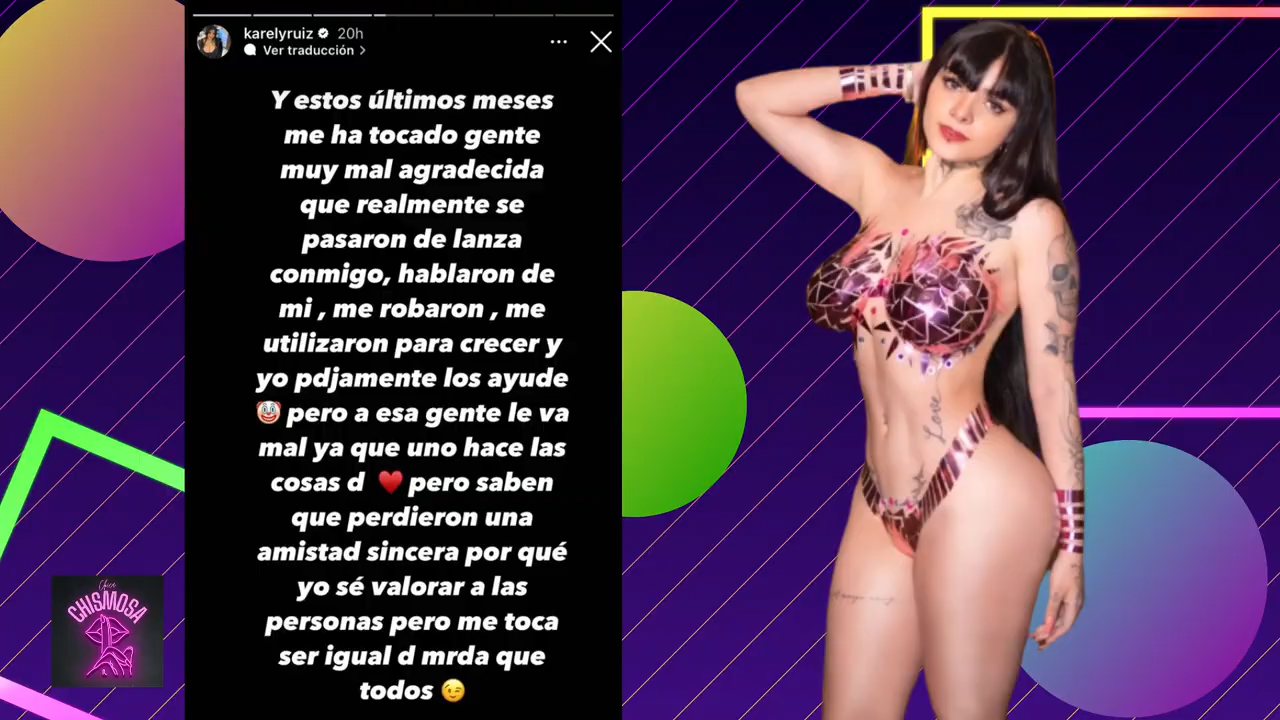 karelyruiz 20h
Ver traducción
Y estos últimos meses
me ha tocado gente
muy mal agradecida
que realmente se
pasaron de lanza
conmigo, hablaron de
mi , me robaron , me
utilizaron para crecer y
yo pdjamente los ayude
🤡 pero a esa gente le va
mal ya que uno hace las
cosas d ♥️ pero saben
que perdieron una
amistad sincera por qué
yo sé valorar a las
personas pero me toca
ser igual d mrda que
todos 😉
Chica
CHISMOSA
Love